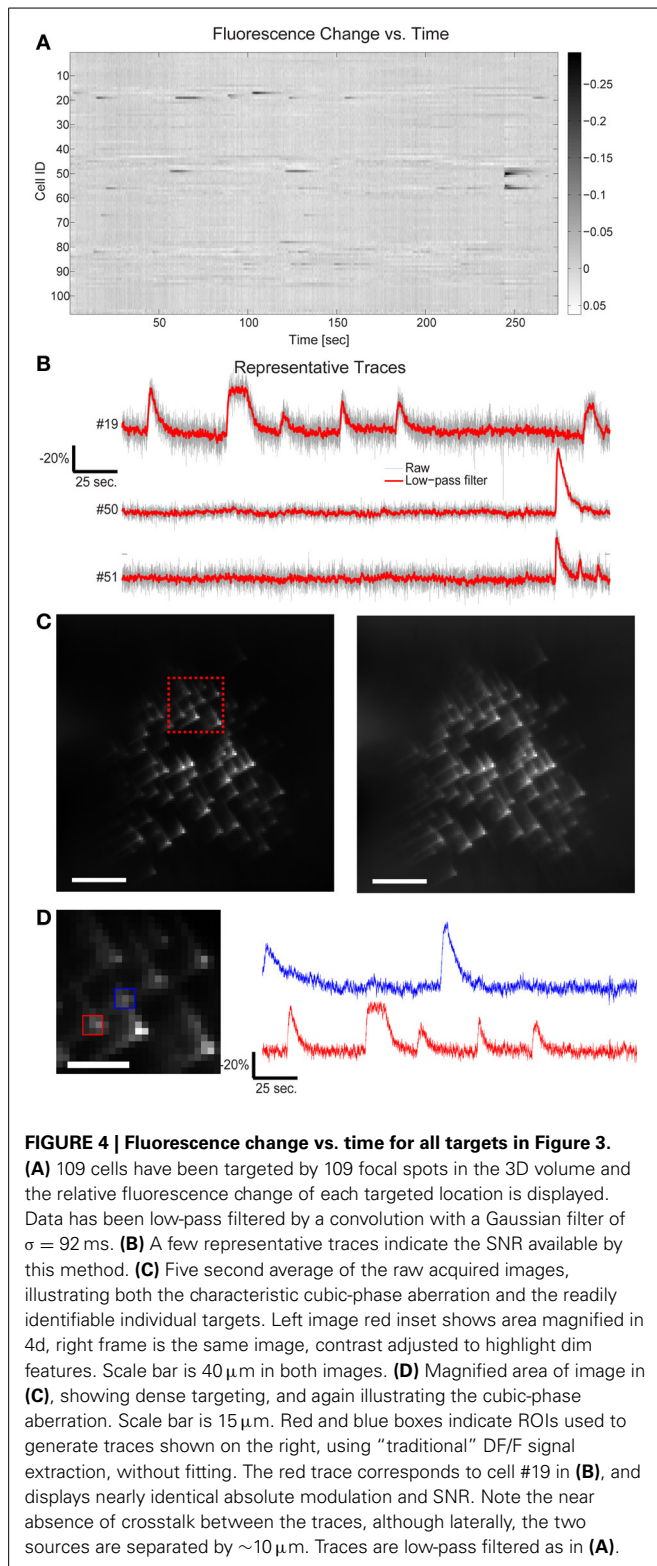 A
Fluorescence Change vs. Time
Cell ID
10
20
30
40
50
60
70
80
90
100
50
100
150
200
250
Time [sec]
−0.25
−0.2
−0.15
−0.1
−0.05
0
0.05
B
Representative Traces
#19
-20%
25 sec.
Raw
Low−pass filter
#50
#51
C
D
-20%
25 sec.
FIGURE 4 | Fluorescence change vs. time for all targets in Figure 3.
(A) 109 cells have been targeted by 109 focal spots in the 3D volume and
the relative fluorescence change of each targeted location is displayed.
Data has been low-pass filtered by a convolution with a Gaussian filter of
σ = 92 ms. (B) A few representative traces indicate the SNR available by
this method. (C) Five second average of the raw acquired images,
illustrating both the characteristic cubic-phase aberration and the readily
identifiable individual targets. Left image red inset shows area magnified in
4d, right frame is the same image, contrast adjusted to highlight dim
features. Scale bar is 40 μm in both images. (D) Magnified area of image in
(C), showing dense targeting, and again illustrating the cubic-phase
aberration. Scale bar is 15 μm. Red and blue boxes indicate ROIs used to
generate traces shown on the right, using “traditional” DF/F signal
extraction, without fitting. The red trace corresponds to cell #19 in (B), and
displays nearly identical absolute modulation and SNR. Note the near
absence of crosstalk between the traces, although laterally, the two
sources are separated by ∼10 μm. Traces are low-pass filtered as in (A).